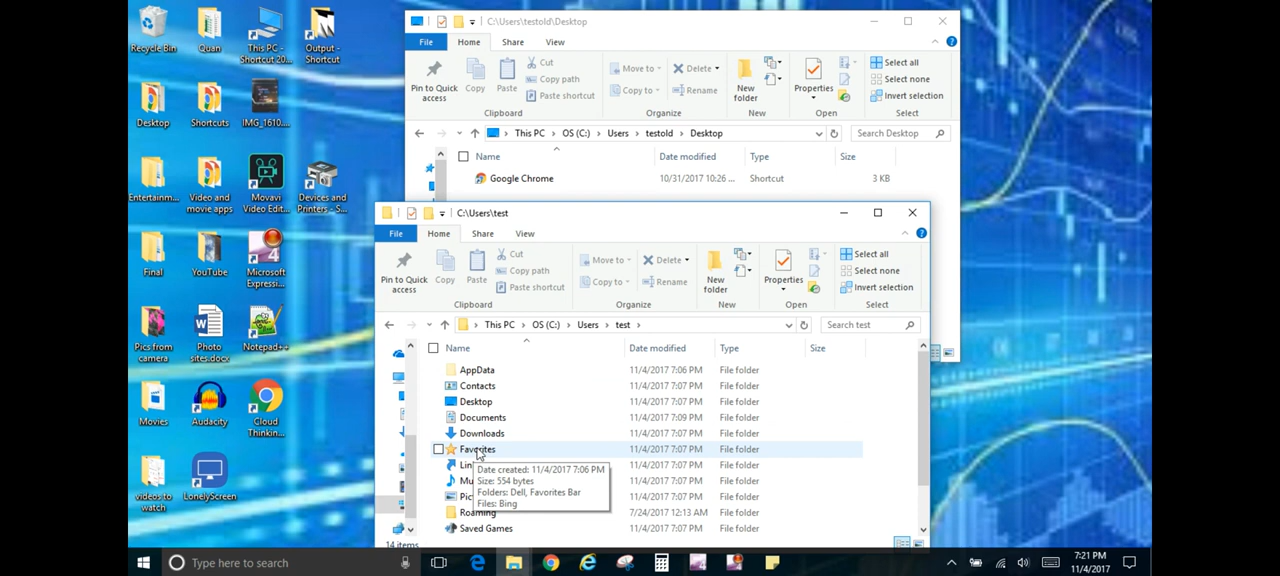 Recycle Bin
Quan
This PC -
Shortcut 20...
Output -
Shortcut
Desktop
Shortcuts
IMG_1610....
Entertainm...
Video and
movie apps
Movavi
Video Edit...
Devices and
Printers - S...
Final
YouTube
Microsoft
Expressi...
Pics from
camera
Photo
sites.docx
Notepad++
Movies
Audacity
Cloud
Thinkin...
videos to
watch
LonelyScreen
C:\Users\testold\Desktop
File Home Share View
Pin to Quick
access
Copy
Paste
Cut
Copy path
Paste shortcut
Clipboard
Move to
Copy to
Delete
Rename
Organize
New
folder
New
Properties
Open
Select all
Select none
Invert selection
Select
This PC > OS (C:) > Users > testold > Desktop
Search Desktop
Name Date modified Type Size
Google Chrome 10/31/2017 10:26 ... Shortcut 3 KB
C:\Users\test
File Home Share View
Pin to Quick
access
Copy
Paste
Cut
Copy path
Paste shortcut
Clipboard
Move to
Copy to
Delete
Rename
Organize
New
folder
New
Properties
Open
Select all
Select none
Invert selection
Select
This PC > OS (C:) > Users > test >
Search test
Name Date modified Type Size
AppData 11/4/2017 7:06 PM File folder
Contacts 11/4/2017 7:07 PM File folder
Desktop 11/4/2017 7:07 PM File folder
Documents 11/4/2017 7:09 PM File folder
Downloads 11/4/2017 7:07 PM File folder
Favorites 11/4/2017 7:07 PM File folder
Lin 11/4/2017 7:07 PM File folder
Mu 11/4/2017 7:07 PM File folder
Pic 11/4/2017 7:07 PM File folder
Roaming 7/24/2017 12:13 AM File folder
Saved Games 11/4/2017 7:07 PM File folder
Date created: 11/4/2017 7:06 PM
Size: 554 bytes
Folders: Dell, Favorites Bar
Files: Bing
14 items
Type here to search
7:21 PM
11/4/2017